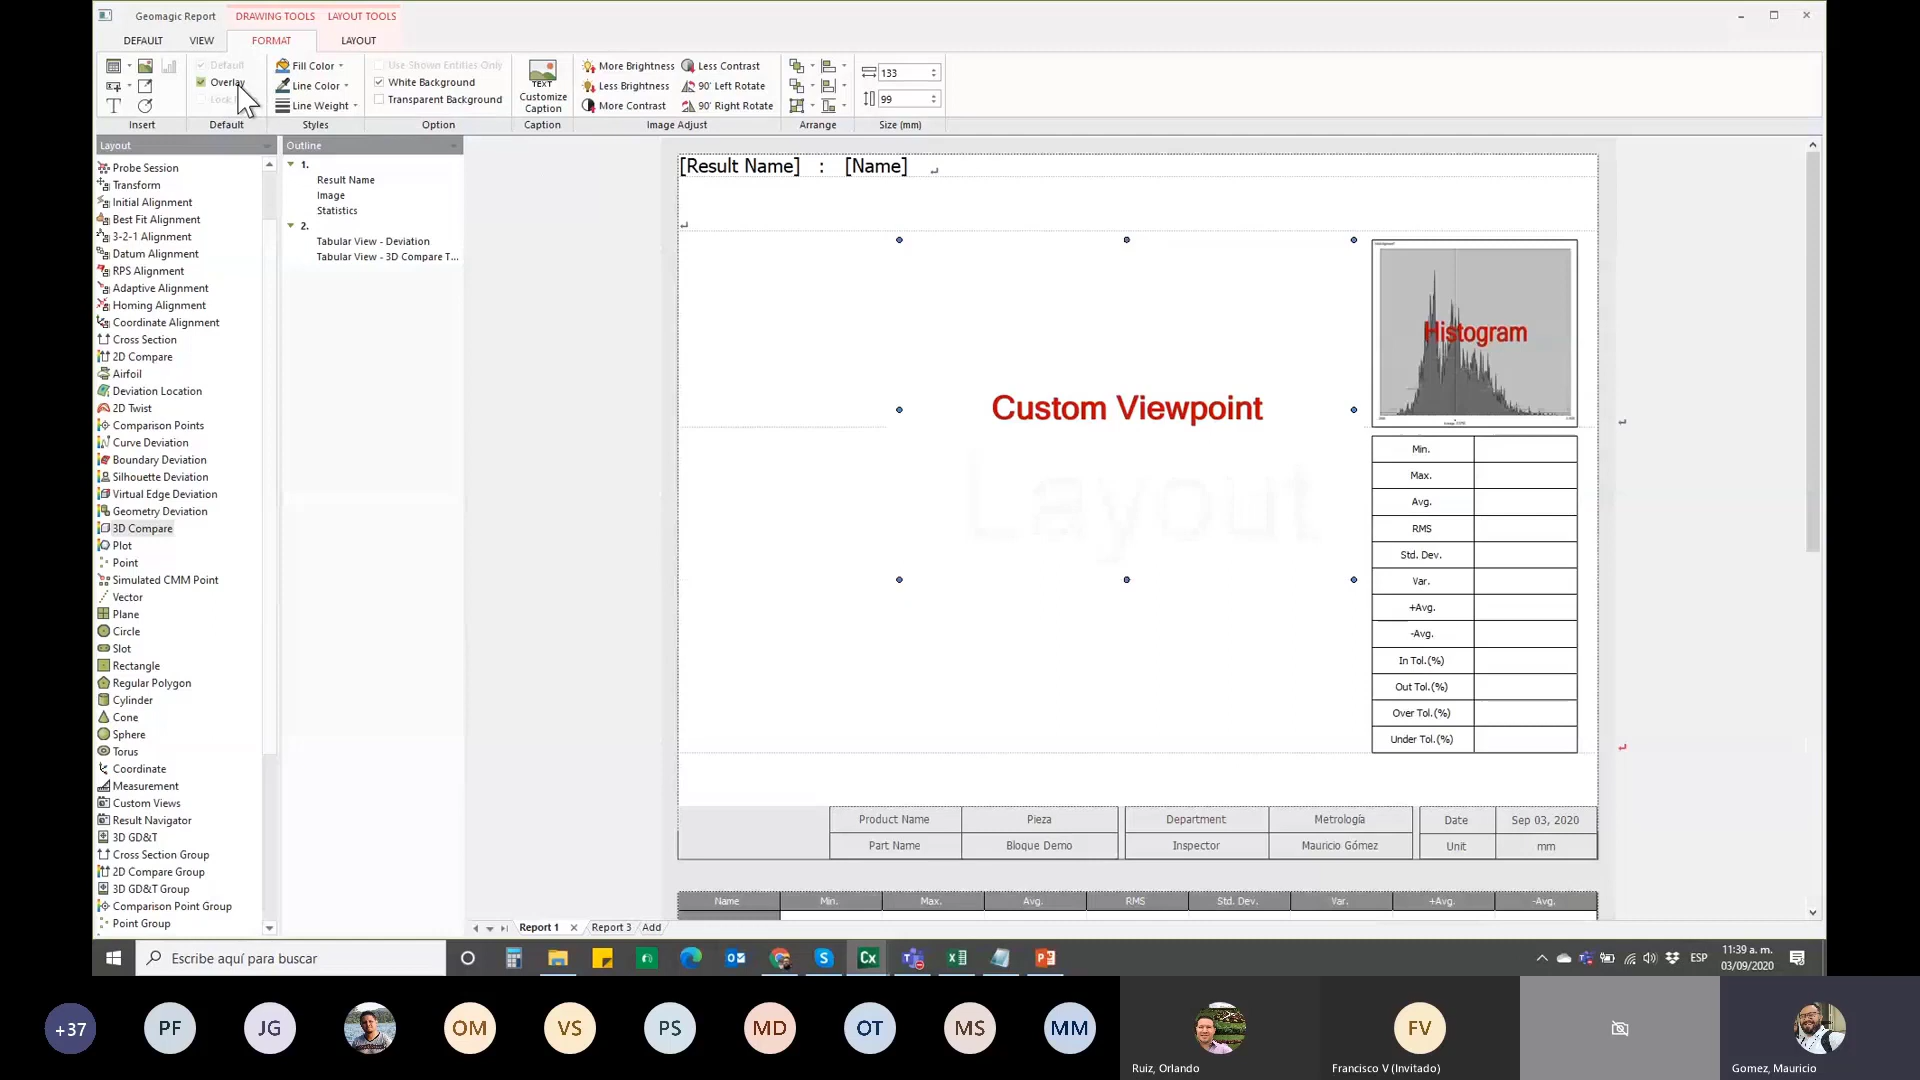 Geomagic Report DRAWING TOOLS LAYOUT TOOLS
DEFAULT VIEW FORMAT LAYOUT
Default
Overlay
Lock
Default
Insert
Fill Color
Line Color
Line Weight
Styles
Use Shown Entities Only
White Background
Transparent Background
Option
TEXT
Customize Caption
Caption
More Brightness Less Contrast
Less Brightness 90' Left Rotate
More Contrast 90' Right Rotate
Image Adjust
Arrange
133
99
Size (mm)
Layout
Probe Session
Transform
Initial Alignment
Best Fit Alignment
3-2-1 Alignment
Datum Alignment
RPS Alignment
Adaptive Alignment
Homing Alignment
Coordinate Alignment
Cross Section
2D Compare
Airfoil
Deviation Location
2D Twist
Comparison Points
Curve Deviation
Boundary Deviation
Silhouette Deviation
Virtual Edge Deviation
Geometry Deviation
3D Compare
Plot
Point
Simulated CMM Point
Vector
Plane
Circle
Slot
Rectangle
Regular Polygon
Cylinder
Cone
Sphere
Torus
Coordinate
Measurement
Custom Views
Result Navigator
3D GD&T
Cross Section Group
2D Compare Group
3D GD&T Group
Comparison Point Group
Point Group
Outline
1.
Result Name
Image
Statistics
2.
Tabular View - Deviation
Tabular View - 3D Compare T...
[Result Name] : [Name]
Custom Viewpoint
Layout
Histogram
Min.
Max.
Avg.
RMS
Std. Dev.
Var.
+Avg.
-Avg.
In Tol.(%)
Out Tol.(%)
Over Tol.(%)
Under Tol.(%)
Product Name Pieza Department Metrología Date Sep 03, 2020
Part Name Bloque Demo Inspector Mauricio Gómez Unit mm
Name Min. Max. Avg. RMS Std. Dev. Var. +Avg. -Avg.
Report 1 Report 3 Add
Escribe aquí para buscar
Cx
ESP
11:39 a. m.
03/09/2020
+37 PF JG OM VS PS MD OT MS MM FV
Ruiz, Orlando
Francisco V (Invitado)
Gomez, Mauricio